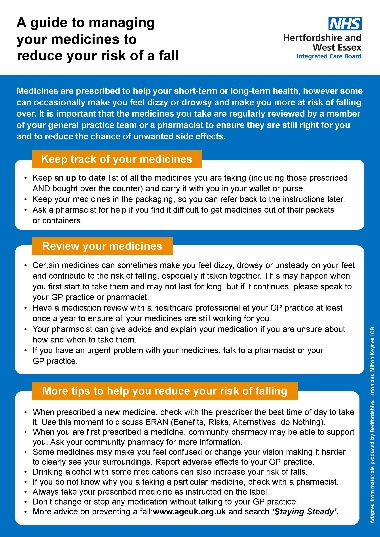 A guide to managing
your medicines to
reduce your risk of a fall
NHS
Hertfordshire and
West Essex
Integrated Care Board
Medicines are prescribed to help your short-term or long-term health, however some
can occasionally make you feel dizzy or drowsy and make you more at risk of falling
over. It is important that the medicines you take are regularly reviewed by a member
of your general practice team or a pharmacist to ensure they are still right for you
and to reduce the chance of unwanted side effects.
Keep track of your medicines
• Keep an up to date list of all the medicines you are taking (including those prescribed
AND bought over the counter) and carry it with you in your wallet or purse.
• Keep your medicines in the packaging, so you can refer back to the instructions later.
• Ask a pharmacist for help if you find it difficult to get medicines out of their packets
or containers.
Review your medicines
• Certain medicines can sometimes make you feel dizzy, drowsy or unsteady on your feet
and contribute to the risk of falling, especially if taken together. This may happen when
you first start to take them and may not last for long, but if it continues, please speak to
your GP practice or pharmacist.
• Have a medication review with a healthcare professional at your GP practice at least
once a year to ensure all your medicines are still working for you.
• Your pharmacist can give advice and explain your medication if you are unsure about
how and when to take them.
• If you have an urgent problem with your medicines, talk to a pharmacist or your
GP practice.
More tips to help you reduce your risk of falling
• When prescribed a new medicine, check with the prescriber the best time of day to take
it. Use this moment to discuss BRAN (Benefits, Risks, Alternatives, do Nothing).
• When you are first prescribed a medicine, community pharmacy may be able to support
you. Ask your community pharmacy for more information.
• Some medicines may make you feel confused or change your vision making it harder
to clearly see your surroundings. Report adverse effects to your GP practice.
• Drinking alcohol with some medications can also increase your risk of falls.
• If you do not know why you a taking a particular medicine, check with a pharmacist.
• Always take your prescribed medicine as instructed on the label.
• Don't change or stop any medication without talking to your GP practice.
• More advice on preventing a fall:www.ageuk.org.uk and search 'Staying Steady'.
Adapted from materials produced by Bedfordshire, Luton and Milton Keynes ICB